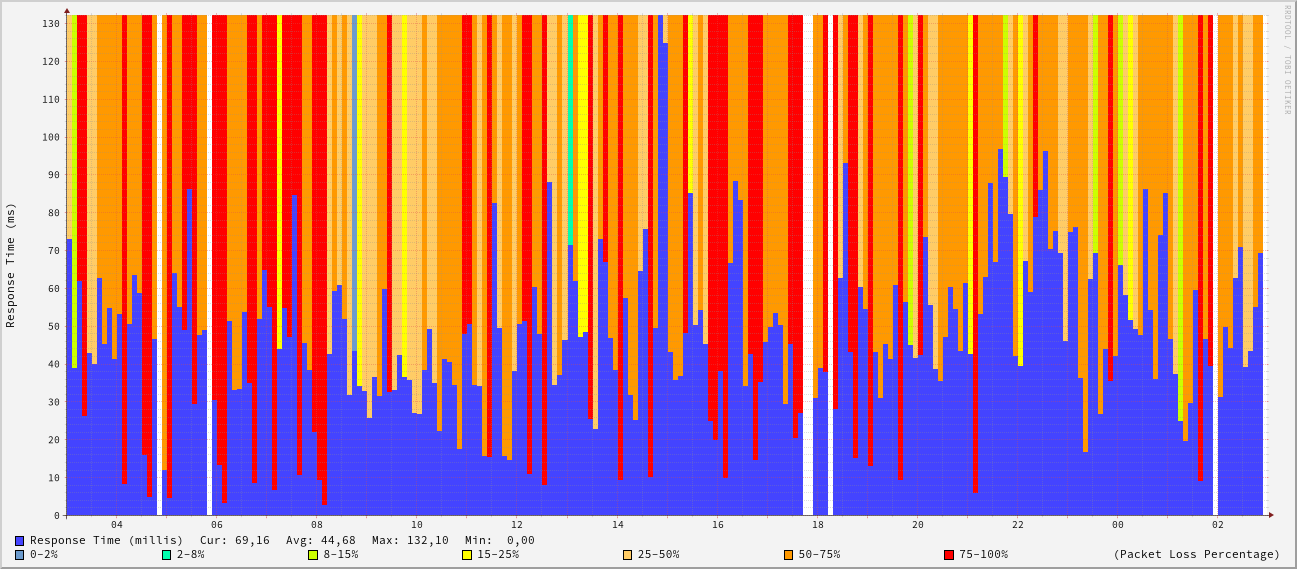 RRDTOOL / TOBI OETIKER
Response Time (ms)
130
120
110
100
90
80
70
60
50
40
30
20
10
0
04 06 08 10 12 14 16 18 20 22 00 02
Response Time (millis) Cur: 69,16 Avg: 44,68 Max: 132,10 Min: 0,00
0-2% 2-8% 8-15% 15-25% 25-50% 50-75% 75-100% (Packet Loss Percentage)